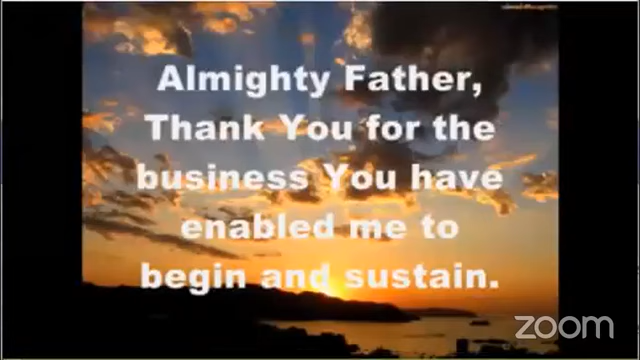 Almighty Father,
Thank You for the
business You have
enabled me to
begin and sustain.
zoom